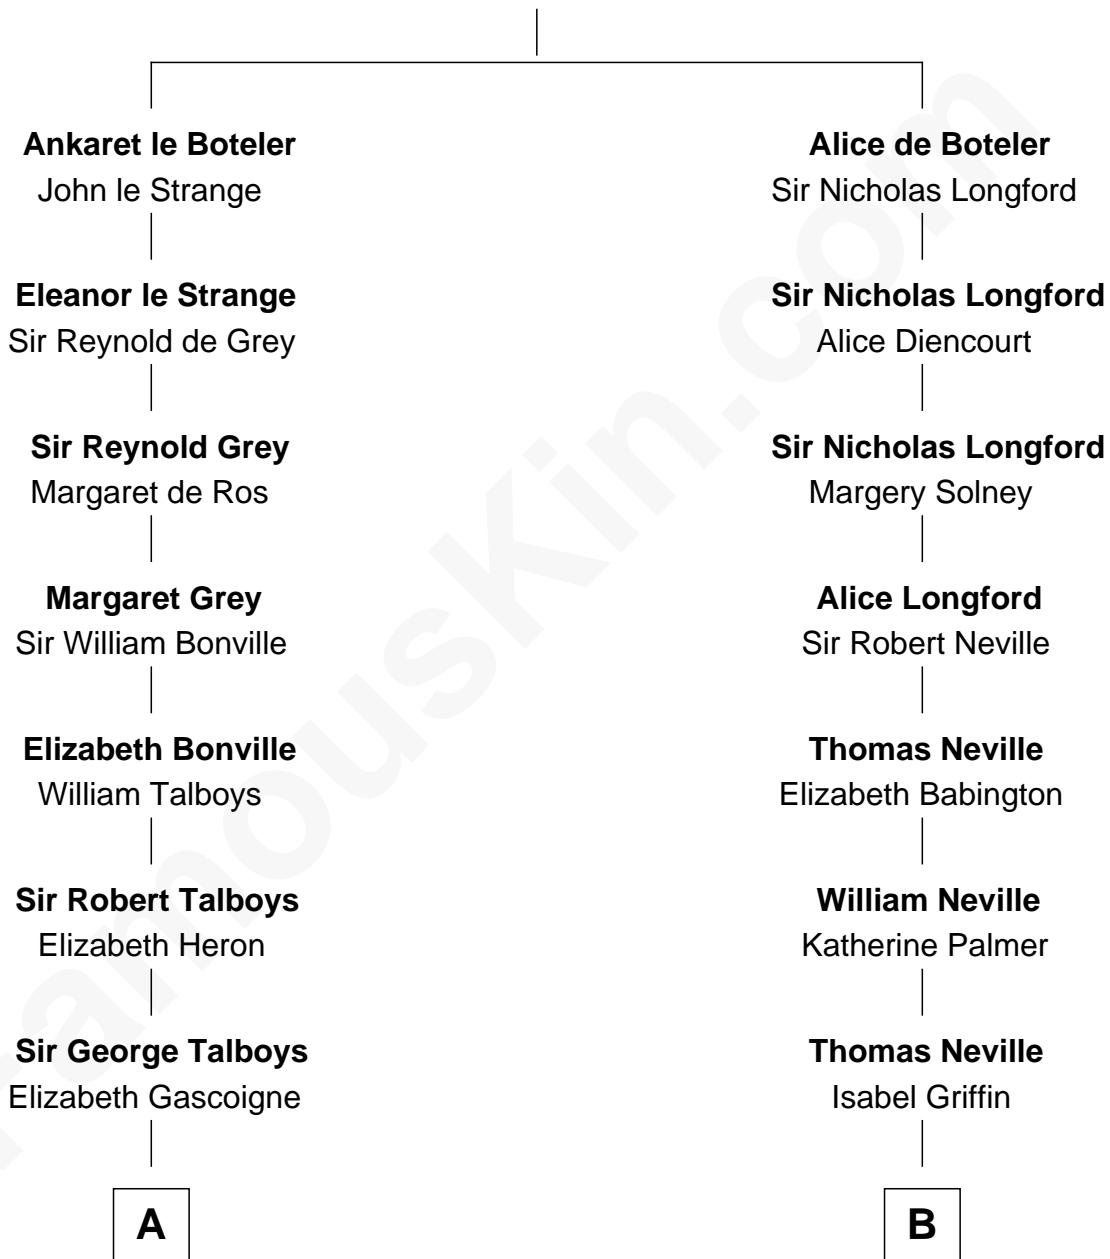 Ankaret le Boteler
John le Strange
Alice de Boteler
Sir Nicholas Longford
Eleanor le Strange
Sir Reynold de Grey
Sir Nicholas Longford
Alice Diencourt
Sir Reynold Grey
Margaret de Ros
Sir Nicholas Longford
Margery Solney
Margaret Grey
Sir William Bonville
Alice Longford
Sir Robert Neville
Elizabeth Bonville
William Talboys
Thomas Neville
Elizabeth Babington
Sir Robert Talboys
Elizabeth Heron
William Neville
Katherine Palmer
Sir George Talboys
Elizabeth Gascoigne
Thomas Neville
Isabel Griffin
A
B
FamousKin.com